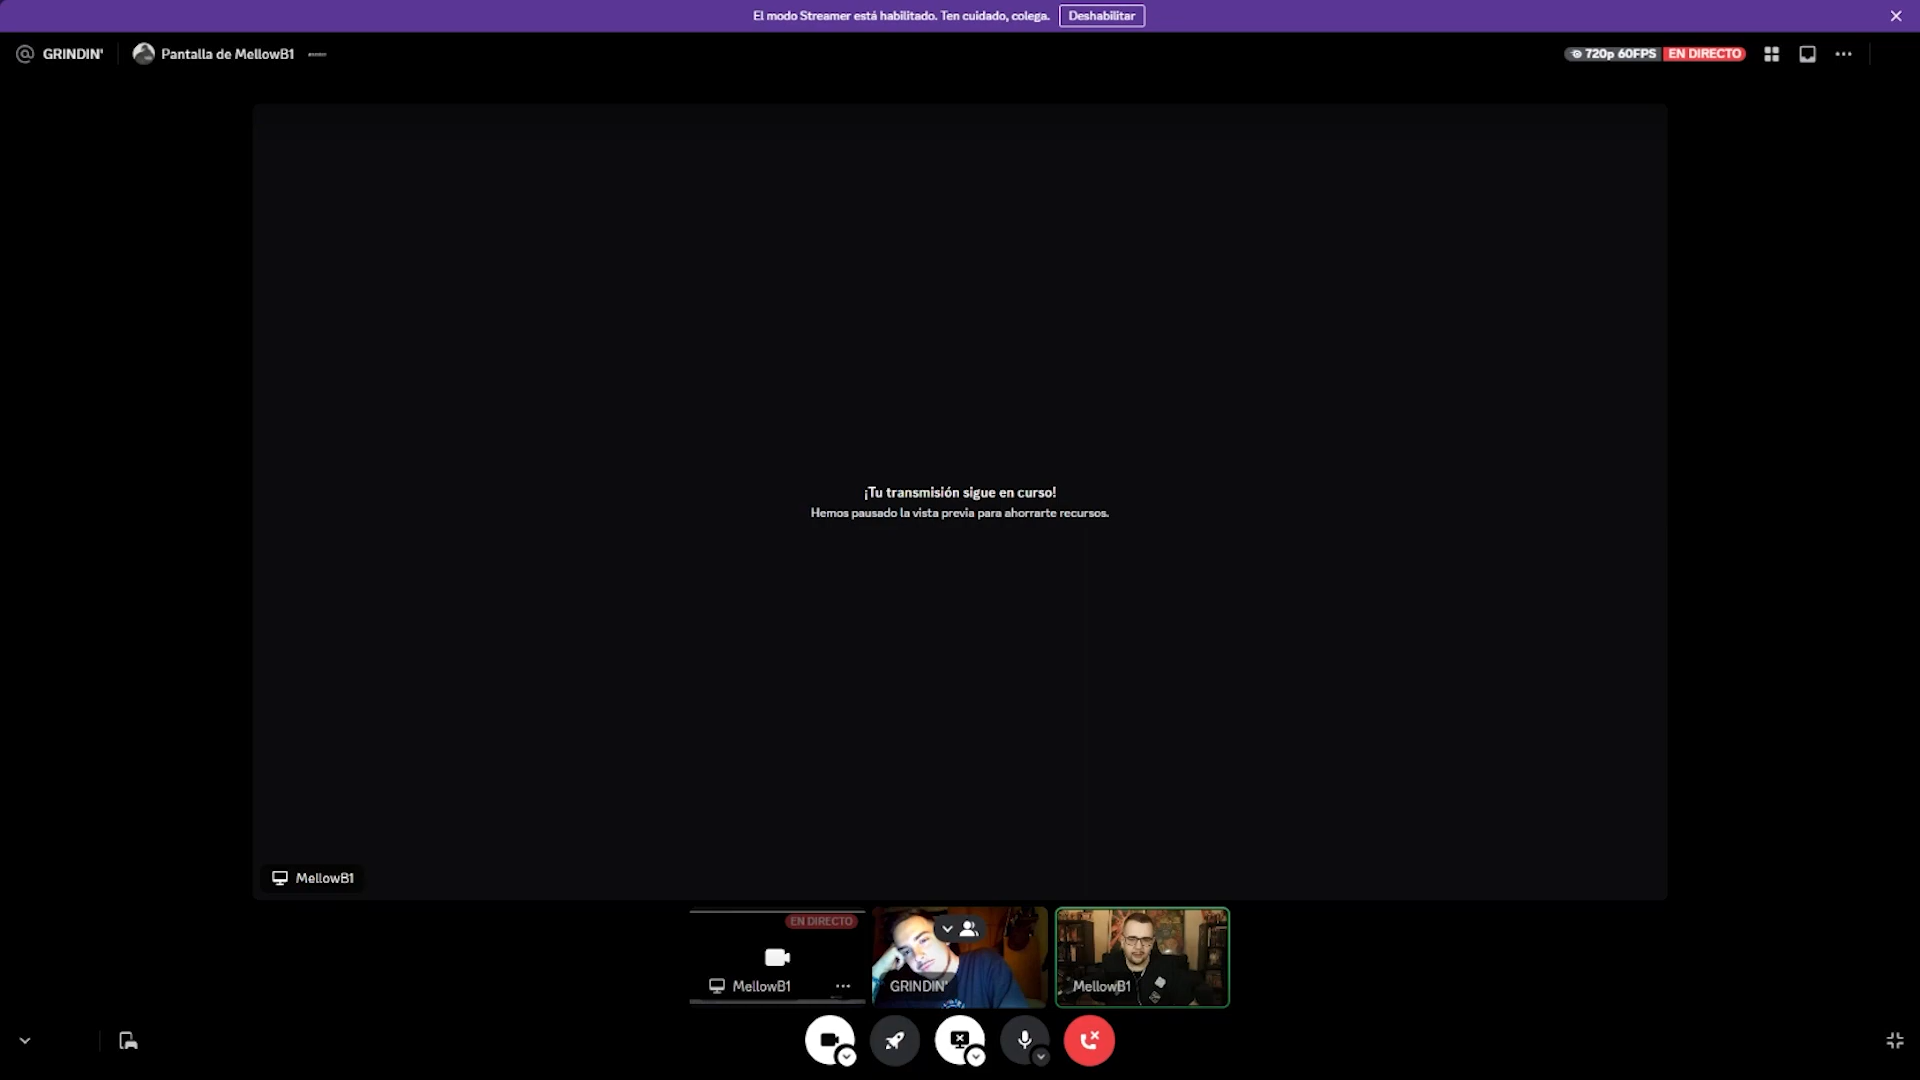 El modo Streamer está habilitado. Ten cuidado, colega. Deshabilitar
@ GRINDIN' Pantalla de MellowB1 720p 60FPS EN DIRECTO
¡Tu transmisión sigue en curso!
Hemos pausado la vista previa para ahorrarte recursos.
MellowB1
EN DIRECTO
MellowB1
GRINDIN'
MellowB1